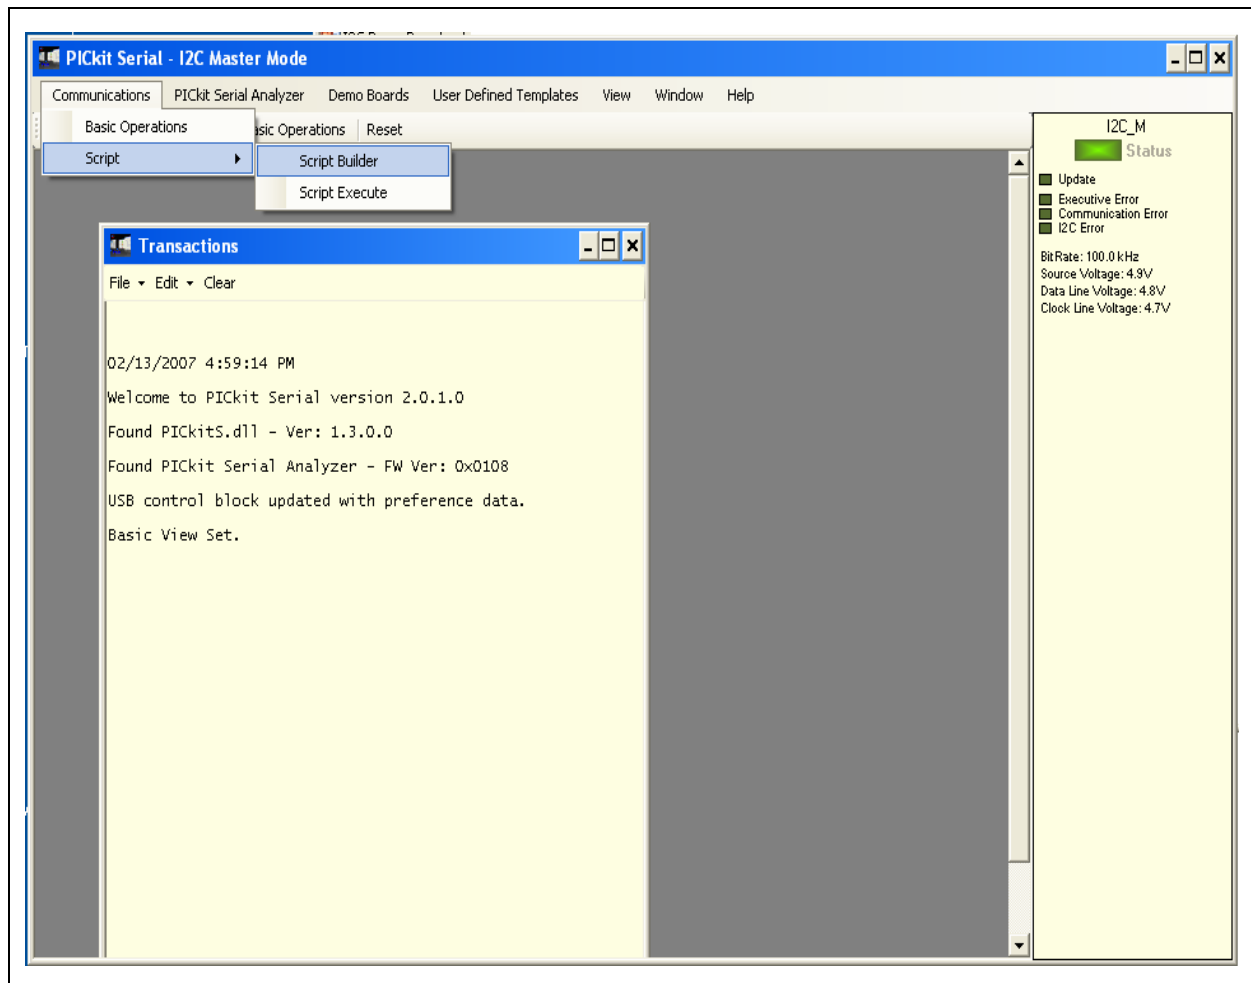 PICkit Serial - I2C Master Mode
Communications PICkit Serial Analyzer Demo Boards User Defined Templates View Window Help
Basic Operations
Basic Operations Reset
Script
Script Builder
Script Execute
Transactions
File Edit Clear
02/13/2007 4:59:14 PM
Welcome to PICkit Serial version 2.0.1.0
Found PICkitS.dll - Ver: 1.3.0.0
Found PICkit Serial Analyzer - FW Ver: 0x0108
USB control block updated with preference data.
Basic View Set.
I2C_M
Status
Update
Executive Error
Communication Error
I2C Error
BitRate: 100.0 kHz
Source Voltage: 4.9V
Data Line Voltage: 4.8V
Clock Line Voltage: 4.7V